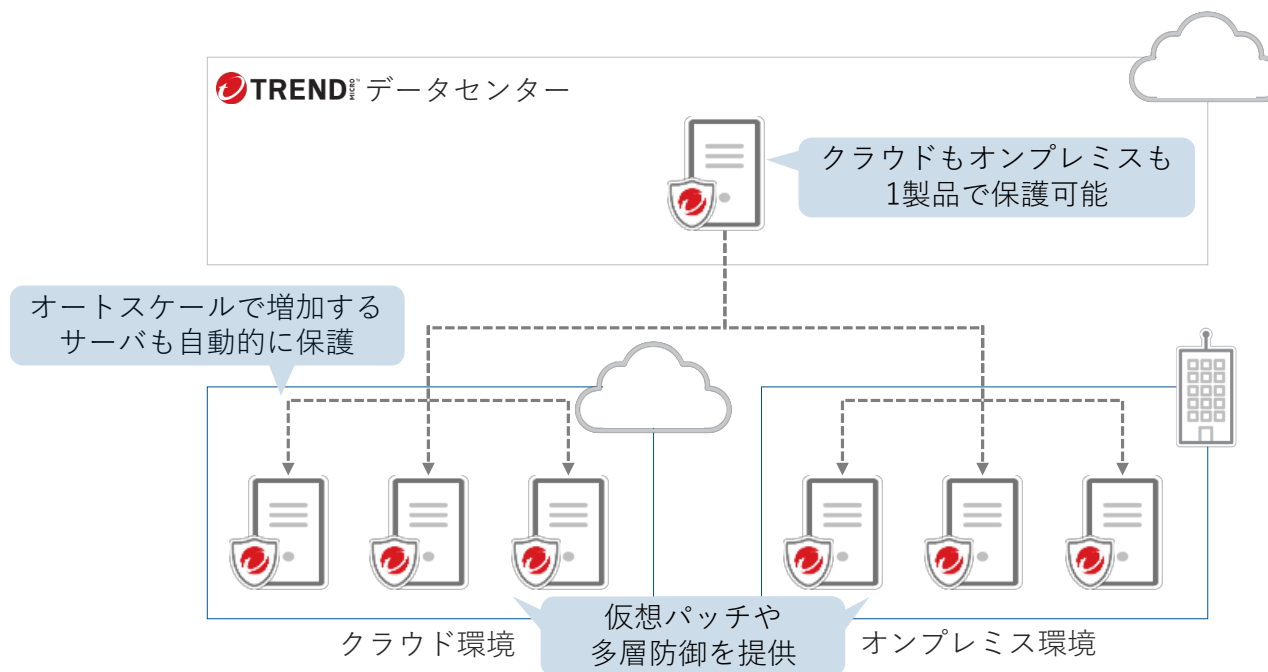 TREND MICRO™ データセンター
クラウドもオンプレミスも
1製品で保護可能
オートスケールで増加する
サーバも自動的に保護
仮想パッチや
多層防御を提供
クラウド環境
オンプレミス環境